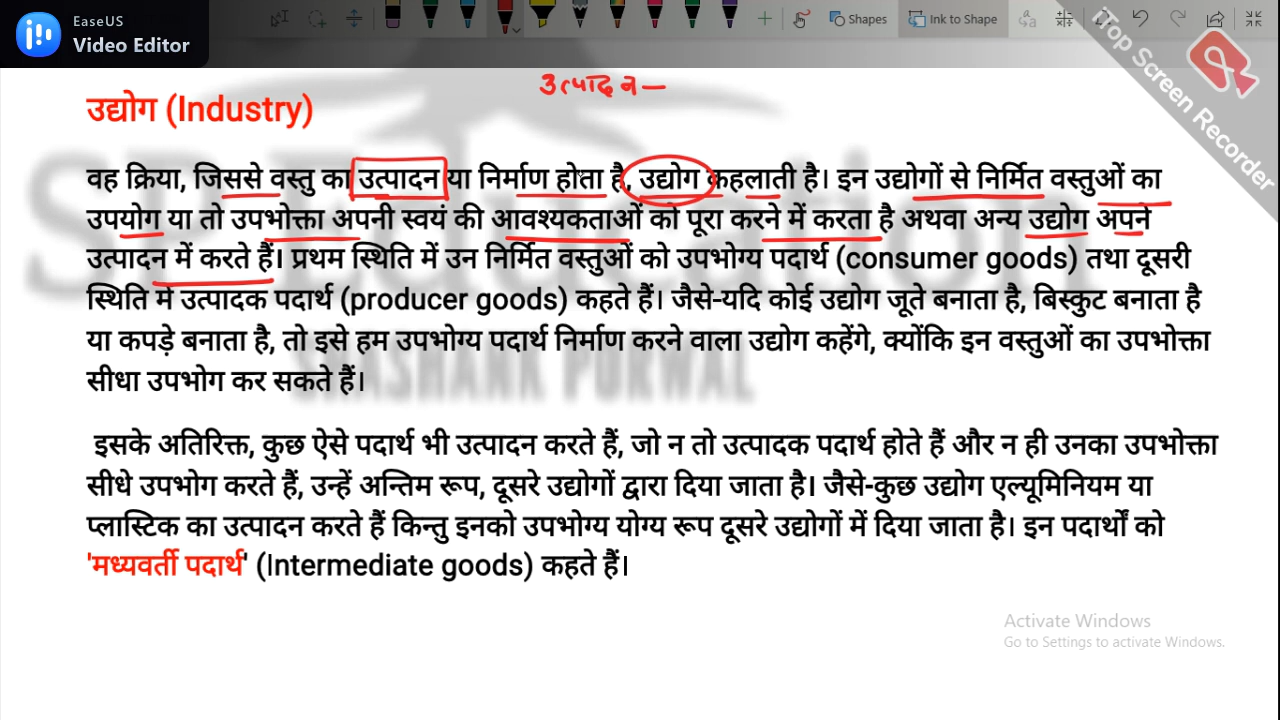 EaseUS
Video Editor
Shapes
Ink to Shape
iTop Screen Recorder
उत्पादन—
उद्योग (Industry)
वह क्रिया, जिससे वस्तु का उत्पादन या निर्माण होता है, उद्योग कहलाती है। इन उद्योगों से निर्मित वस्तुओं का
उपयोग या तो उपभोक्ता अपनी स्वयं की आवश्यकताओं को पूरा करने में करता है अथवा अन्य उद्योग अपने
उत्पादन में करते हैं। प्रथम स्थिति में उन निर्मित वस्तुओं को उपभोग्य पदार्थ (consumer goods) तथा दूसरी
स्थिति में उत्पादक पदार्थ (producer goods) कहते हैं। जैसे-यदि कोई उद्योग जूते बनाता है, बिस्कुट बनाता है
या कपड़े बनाता है, तो इसे हम उपभोग्य पदार्थ निर्माण करने वाला उद्योग कहेंगे, क्योंकि इन वस्तुओं का उपभोक्ता
सीधा उपभोग कर सकते हैं।
इसके अतिरिक्त, कुछ ऐसे पदार्थ भी उत्पादन करते हैं, जो न तो उत्पादक पदार्थ होते हैं और न ही उनका उपभोक्ता
सीधे उपभोग करते हैं, उन्हें अन्तिम रूप, दूसरे उद्योगों द्वारा दिया जाता है। जैसे-कुछ उद्योग एल्यूमिनियम या
प्लास्टिक का उत्पादन करते हैं किन्तु इनको उपभोग्य योग्य रूप दूसरे उद्योगों में दिया जाता है। इन पदार्थों को
'मध्यवर्ती पदार्थ' (Intermediate goods) कहते हैं।
SHASHANK PORWAL
Activate Windows
Go to Settings to activate Windows.